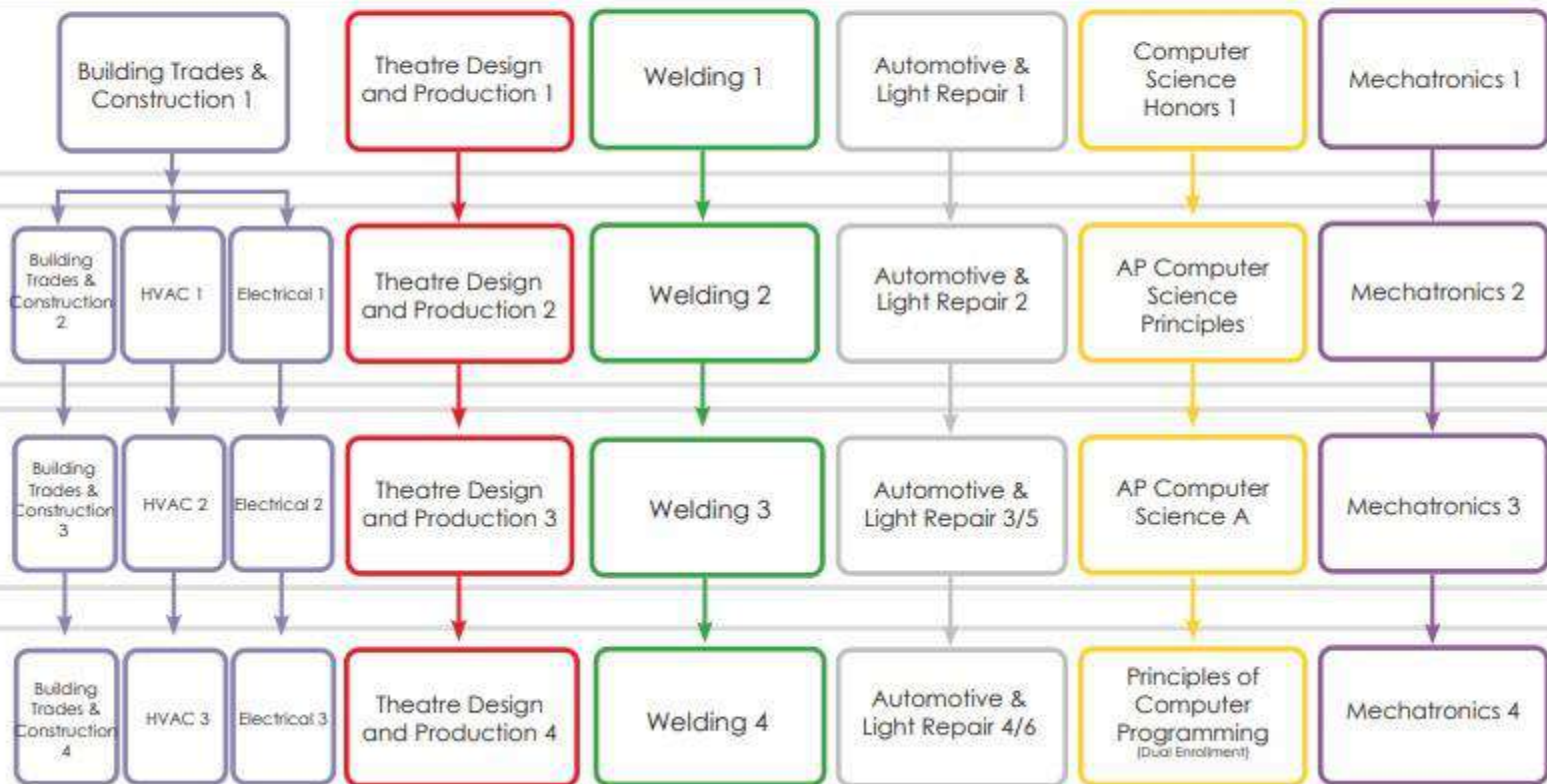 Building Trades &
Construction 1
Theatre Design
and Production 1
Welding 1
Automotive &
Light Repair 1
Computer
Science
Honors 1
Mechatronics 1
Building
Trades &
Construction
2
HVAC 1
Electrical 1
Theatre Design
and Production 2
Welding 2
Automotive &
Light Repair 2
AP Computer
Science
Principles
Mechatronics 2
Building
Trades &
Construction
3
HVAC 2
Electrical 2
Theatre Design
and Production 3
Welding 3
Automotive &
Light Repair 3/5
AP Computer
Science A
Mechatronics 3
Building
Trades &
Construction
4
HVAC 3
Electrical 3
Theatre Design
and Production 4
Welding 4
Automotive &
Light Repair 4/6
Principles of
Computer
Programming
(Dual Enrollment)
Mechatronics 4